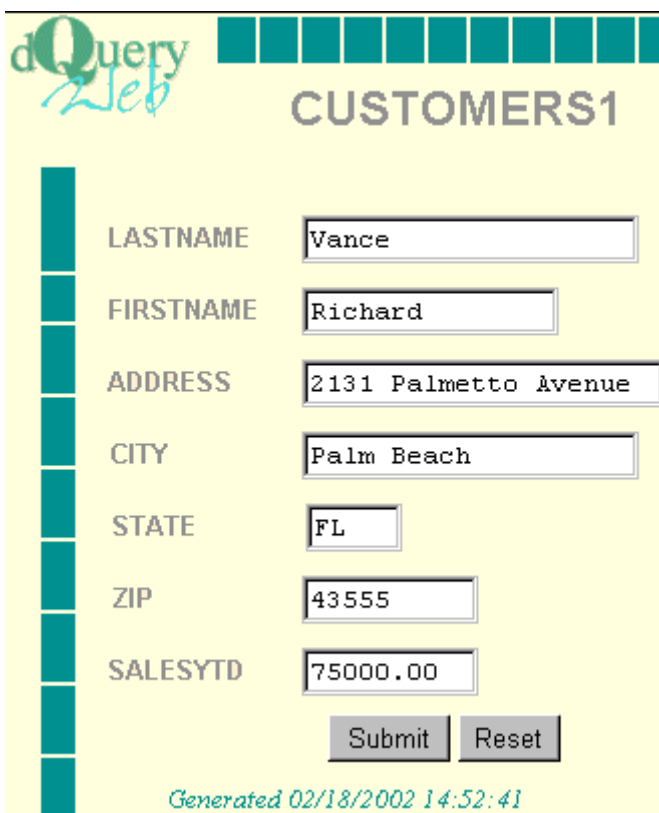 dQuery
Web
CUSTOMERS1
LASTNAME Vance
FIRSTNAME Richard
ADDRESS 2131 Palmetto Avenue
CITY Palm Beach
STATE FL
ZIP 43555
SALESYTD 75000.00
Submit Reset
Generated 02/18/2002 14:52:41